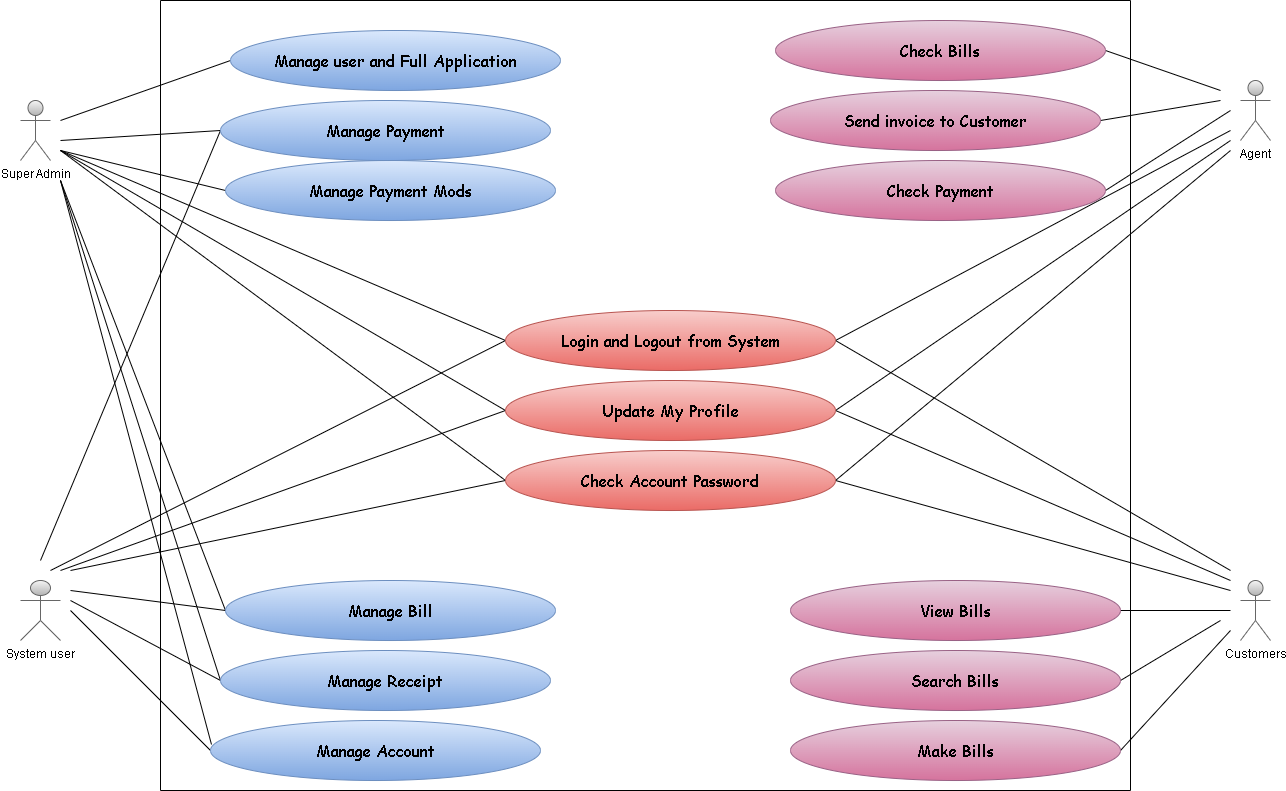 Manage user and Full Application
Check Bills
Manage Payment
Send invoice to Customer
Agent
SuperAdmin
Manage Payment Mods
Check Payment
Login and Logout from System
Update My Profile
Check Account Password
Manage Bill
View Bills
System user
Customers
Manage Receipt
Search Bills
Manage Account
Make Bills